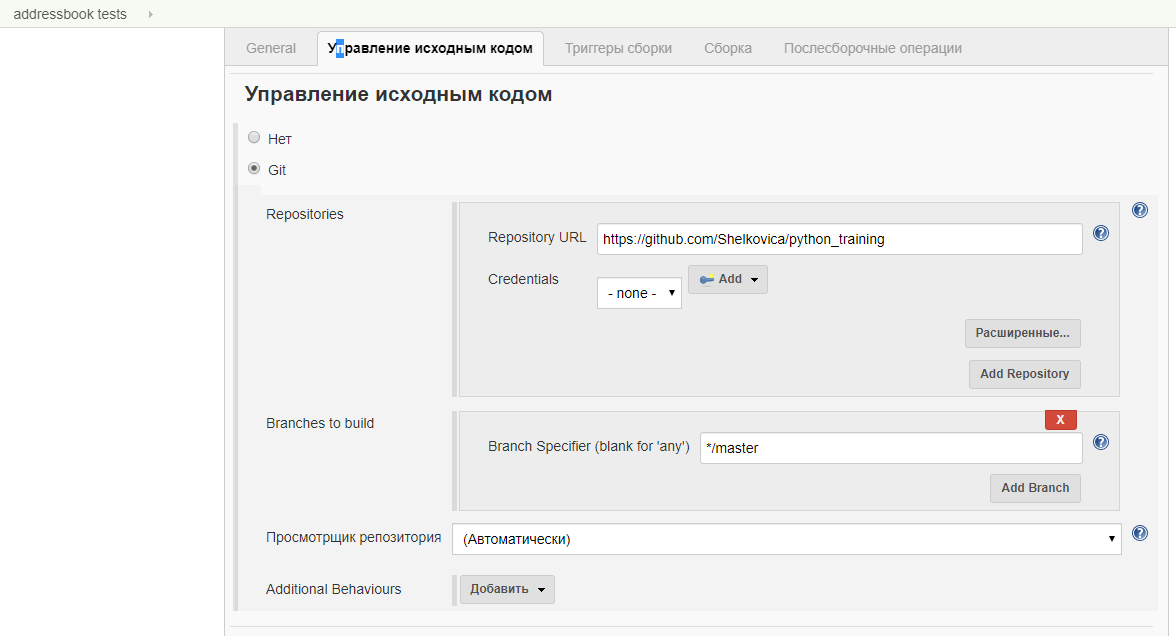 addressbook tests
General Управление исходным кодом Триггеры сборки Сборка Послесборочные операции
Управление исходным кодом
Нет
Git
Repositories
Repository URL https://github.com/Shelkovica/python_training
Credentials
- none - Add
Расширенные...
Add Repository
Branches to build
X
Branch Specifier (blank for 'any') */master
Add Branch
Просмотрщик репозитория (Автоматически)
Additional Behaviours Добавить